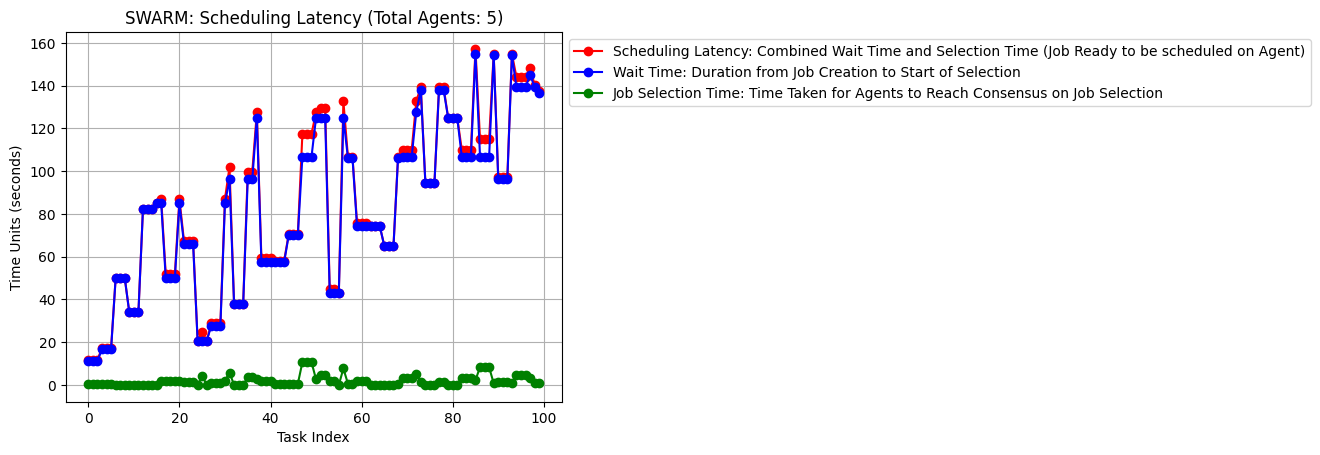 SWARM: Scheduling Latency (Total Agents: 5)
Scheduling Latency: Combined Wait Time and Selection Time (Job Ready to be scheduled on Agent)
Wait Time: Duration from Job Creation to Start of Selection
Job Selection Time: Time Taken for Agents to Reach Consensus on Job Selection
Time Units (seconds)
160
140
120
100
80
60
40
20
0
0 20 40 60 80 100
Task Index